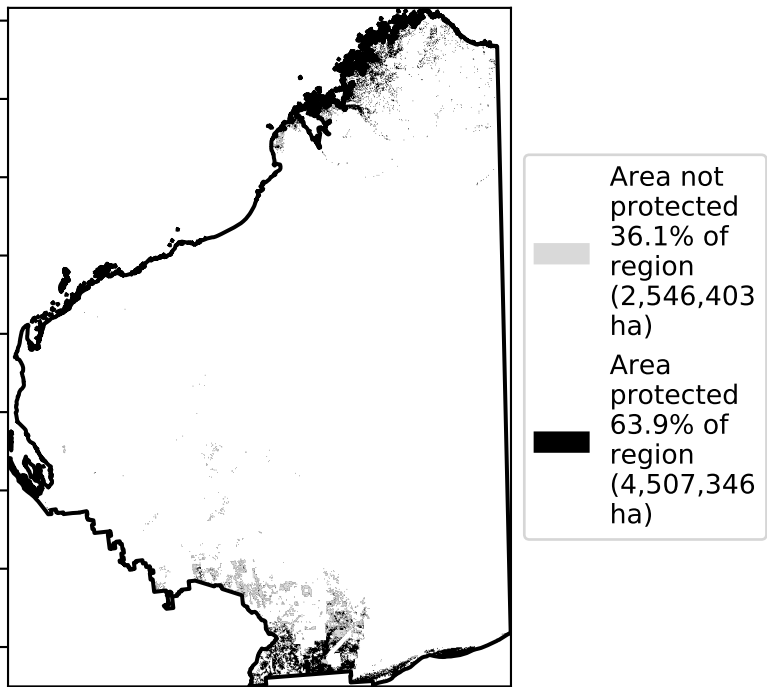 Area not
protected
36.1% of
region
(2,546,403
ha)
Area
protected
63.9% of
region
(4,507,346
ha)